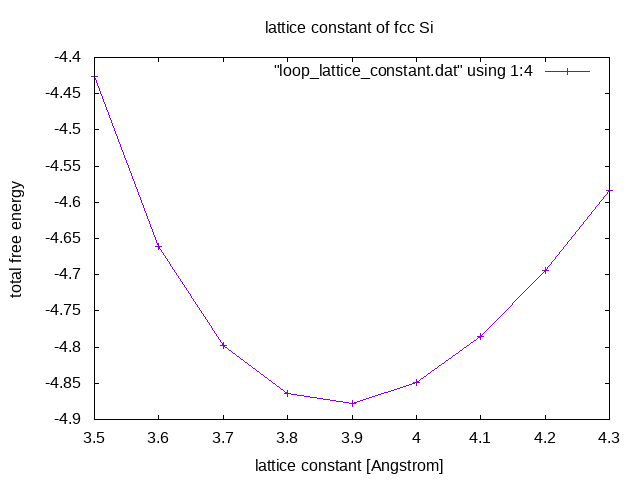 lattice constant of fcc Si
"loop_lattice_constant.dat" using 1:4
total free energy
-4.4
-4.45
-4.5
-4.55
-4.6
-4.65
-4.7
-4.75
-4.8
-4.85
-4.9
3.5 3.6 3.7 3.8 3.9 4 4.1 4.2 4.3
lattice constant [Angstrom]